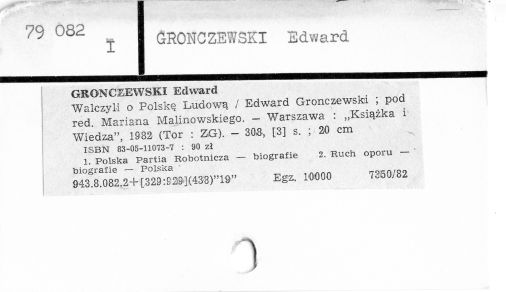 79 082
I
GRONCZEWSKI Edward
GRONCZEWSKI Edward
Walczyli o Polskę Ludową / Edward Gronczewski ; pod
red. Mariana Malinowskiego. — Warszawa : „Książka i
Wiedza”, 1982 (Tor : ZG). — 308, [3] s. ; 20 cm
ISBN 83-05-11073-7 : 90 zł
1. Polska Partia Robotnicza — biografie 2. Ruch oporu —
biografie — Polska
943.8.082,2+[329:929](438)"19" Egz. 10000 7350/82